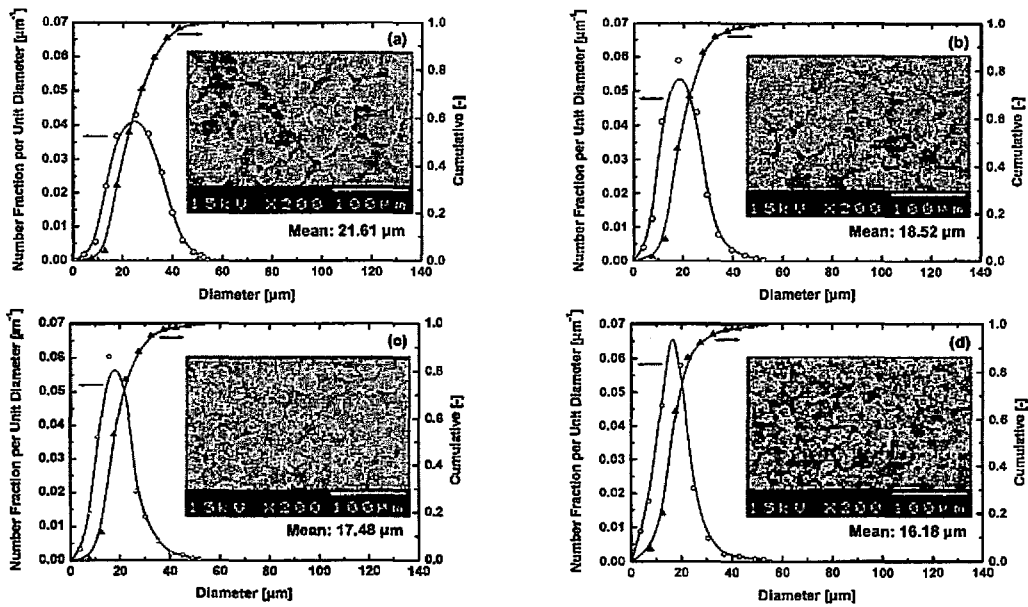 (a)
Number Fraction per Unit Diameter [µm⁻¹]
0.07
0.06
0.05
0.04
0.03
0.02
0.01
0.00
1.0
0.8
0.6
0.4
0.2
0.0
Cumulative [-]
15kV X200 100µm
Mean: 21.61 µm
0 20 40 60 80 100 120 140
Diameter [µm]
(b)
Number Fraction per Unit Diameter [µm⁻¹]
0.07
0.06
0.05
0.04
0.03
0.02
0.01
0.00
1.0
0.8
0.6
0.4
0.2
0.0
Cumulative [-]
15kV X200 100µm
Mean: 18.52 µm
0 20 40 60 80 100 120 140
Diameter [µm]
(c)
Number Fraction per Unit Diameter [µm⁻¹]
0.07
0.06
0.05
0.04
0.03
0.02
0.01
0.00
1.0
0.8
0.6
0.4
0.2
0.0
Cumulative [-]
15kV X200 100µm
Mean: 17.48 µm
0 20 40 60 80 100 120 140
Diameter [µm]
(d)
Number Fraction per Unit Diameter [µm⁻¹]
0.07
0.06
0.05
0.04
0.03
0.02
0.01
0.00
1.0
0.8
0.6
0.4
0.2
0.0
Cumulative [-]
15kV X200 100µm
Mean: 16.18 µm
0 20 40 60 80 100 120 140
Diameter [µm]